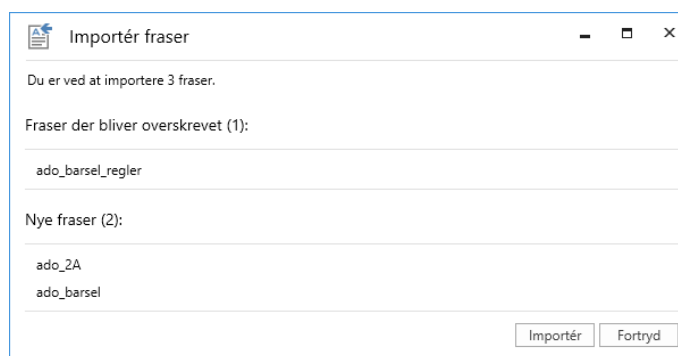 Importér fraser
Du er ved at importere 3 fraser.
Fraser der bliver overskrevet (1):
ado_barsel_regler
Nye fraser (2):
ado_2A
ado_barsel
Importér Fortryd